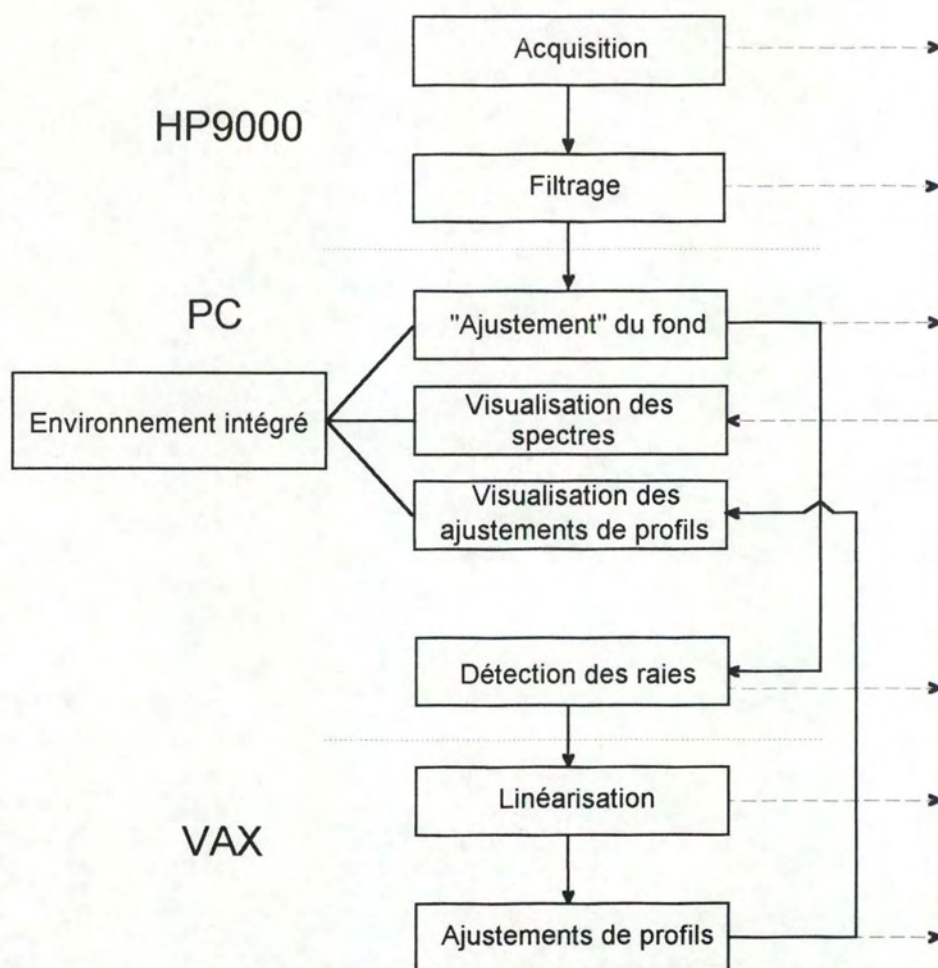 Acquisition
HP9000
Filtrage
PC
"Ajustement" du fond
Environnement intégré
Visualisation des
spectres
Visualisation des
ajustements de profils
Détection des raies
Linéarisation
VAX
Ajustements de profils